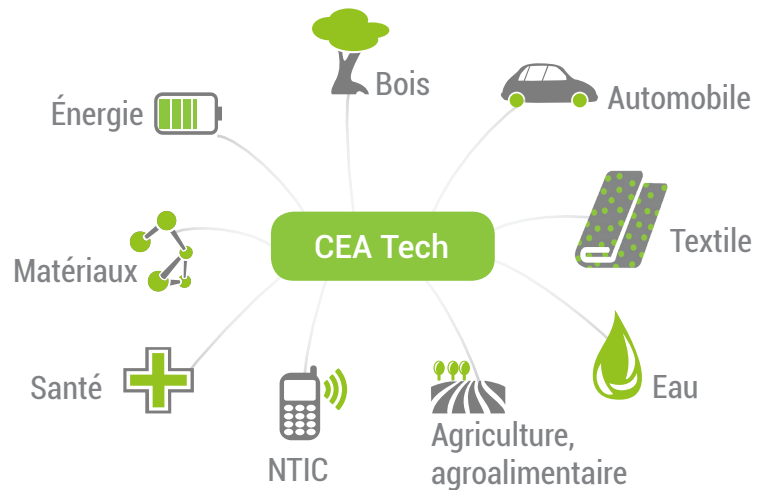 Bois
Automobile
Énergie
Textile
CEA Tech
Matériaux
Santé
Eau
Agriculture,
agroalimentaire
NTIC